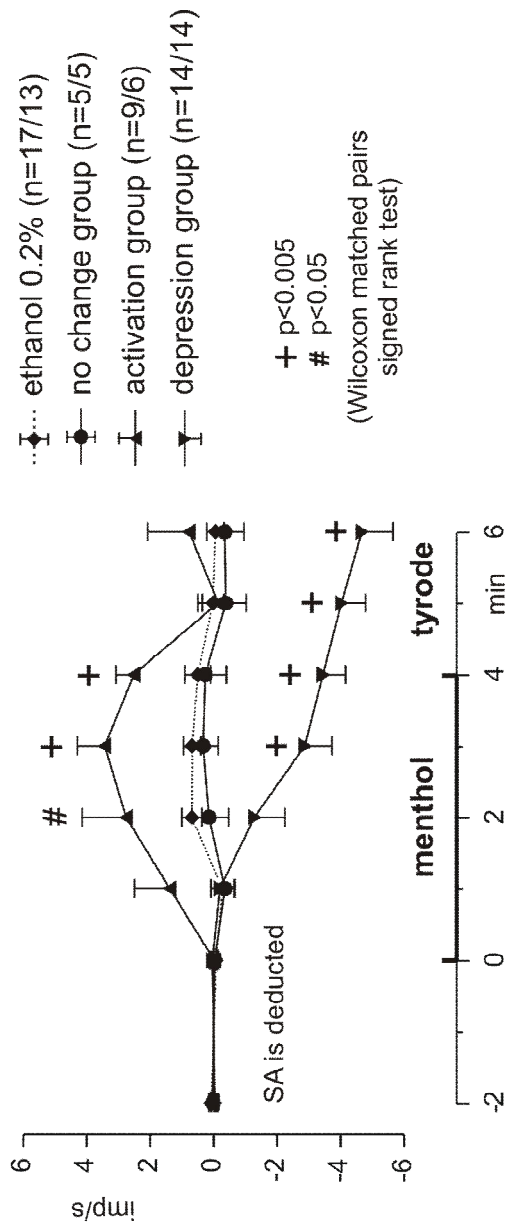 ethanol 0.2% (n=17/13)
no change group (n=5/5)
activation group (n=9/6)
depression group (n=14/14)
+ p<0.005
# p<0.05
(Wilcoxon matched pairs
signed rank test)
imp/s
6
4
2
0
-2
-4
-6
#
+
+
+
+
+
+
SA is deducted
menthol
tyrode
-2
0
2
4
6
min